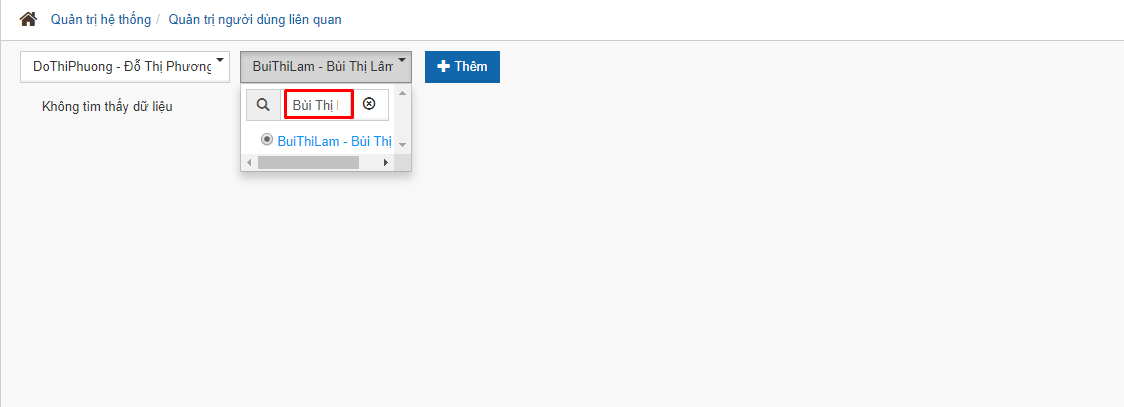 Quản trị hệ thống / Quản trị người dùng liên quan
DoThiPhuong - Đỗ Thị Phương BuiThiLam - Bùi Thị Lâm Thêm
Không tìm thấy dữ liệu
Bùi Thị
BuiThiLam - Bùi Thị